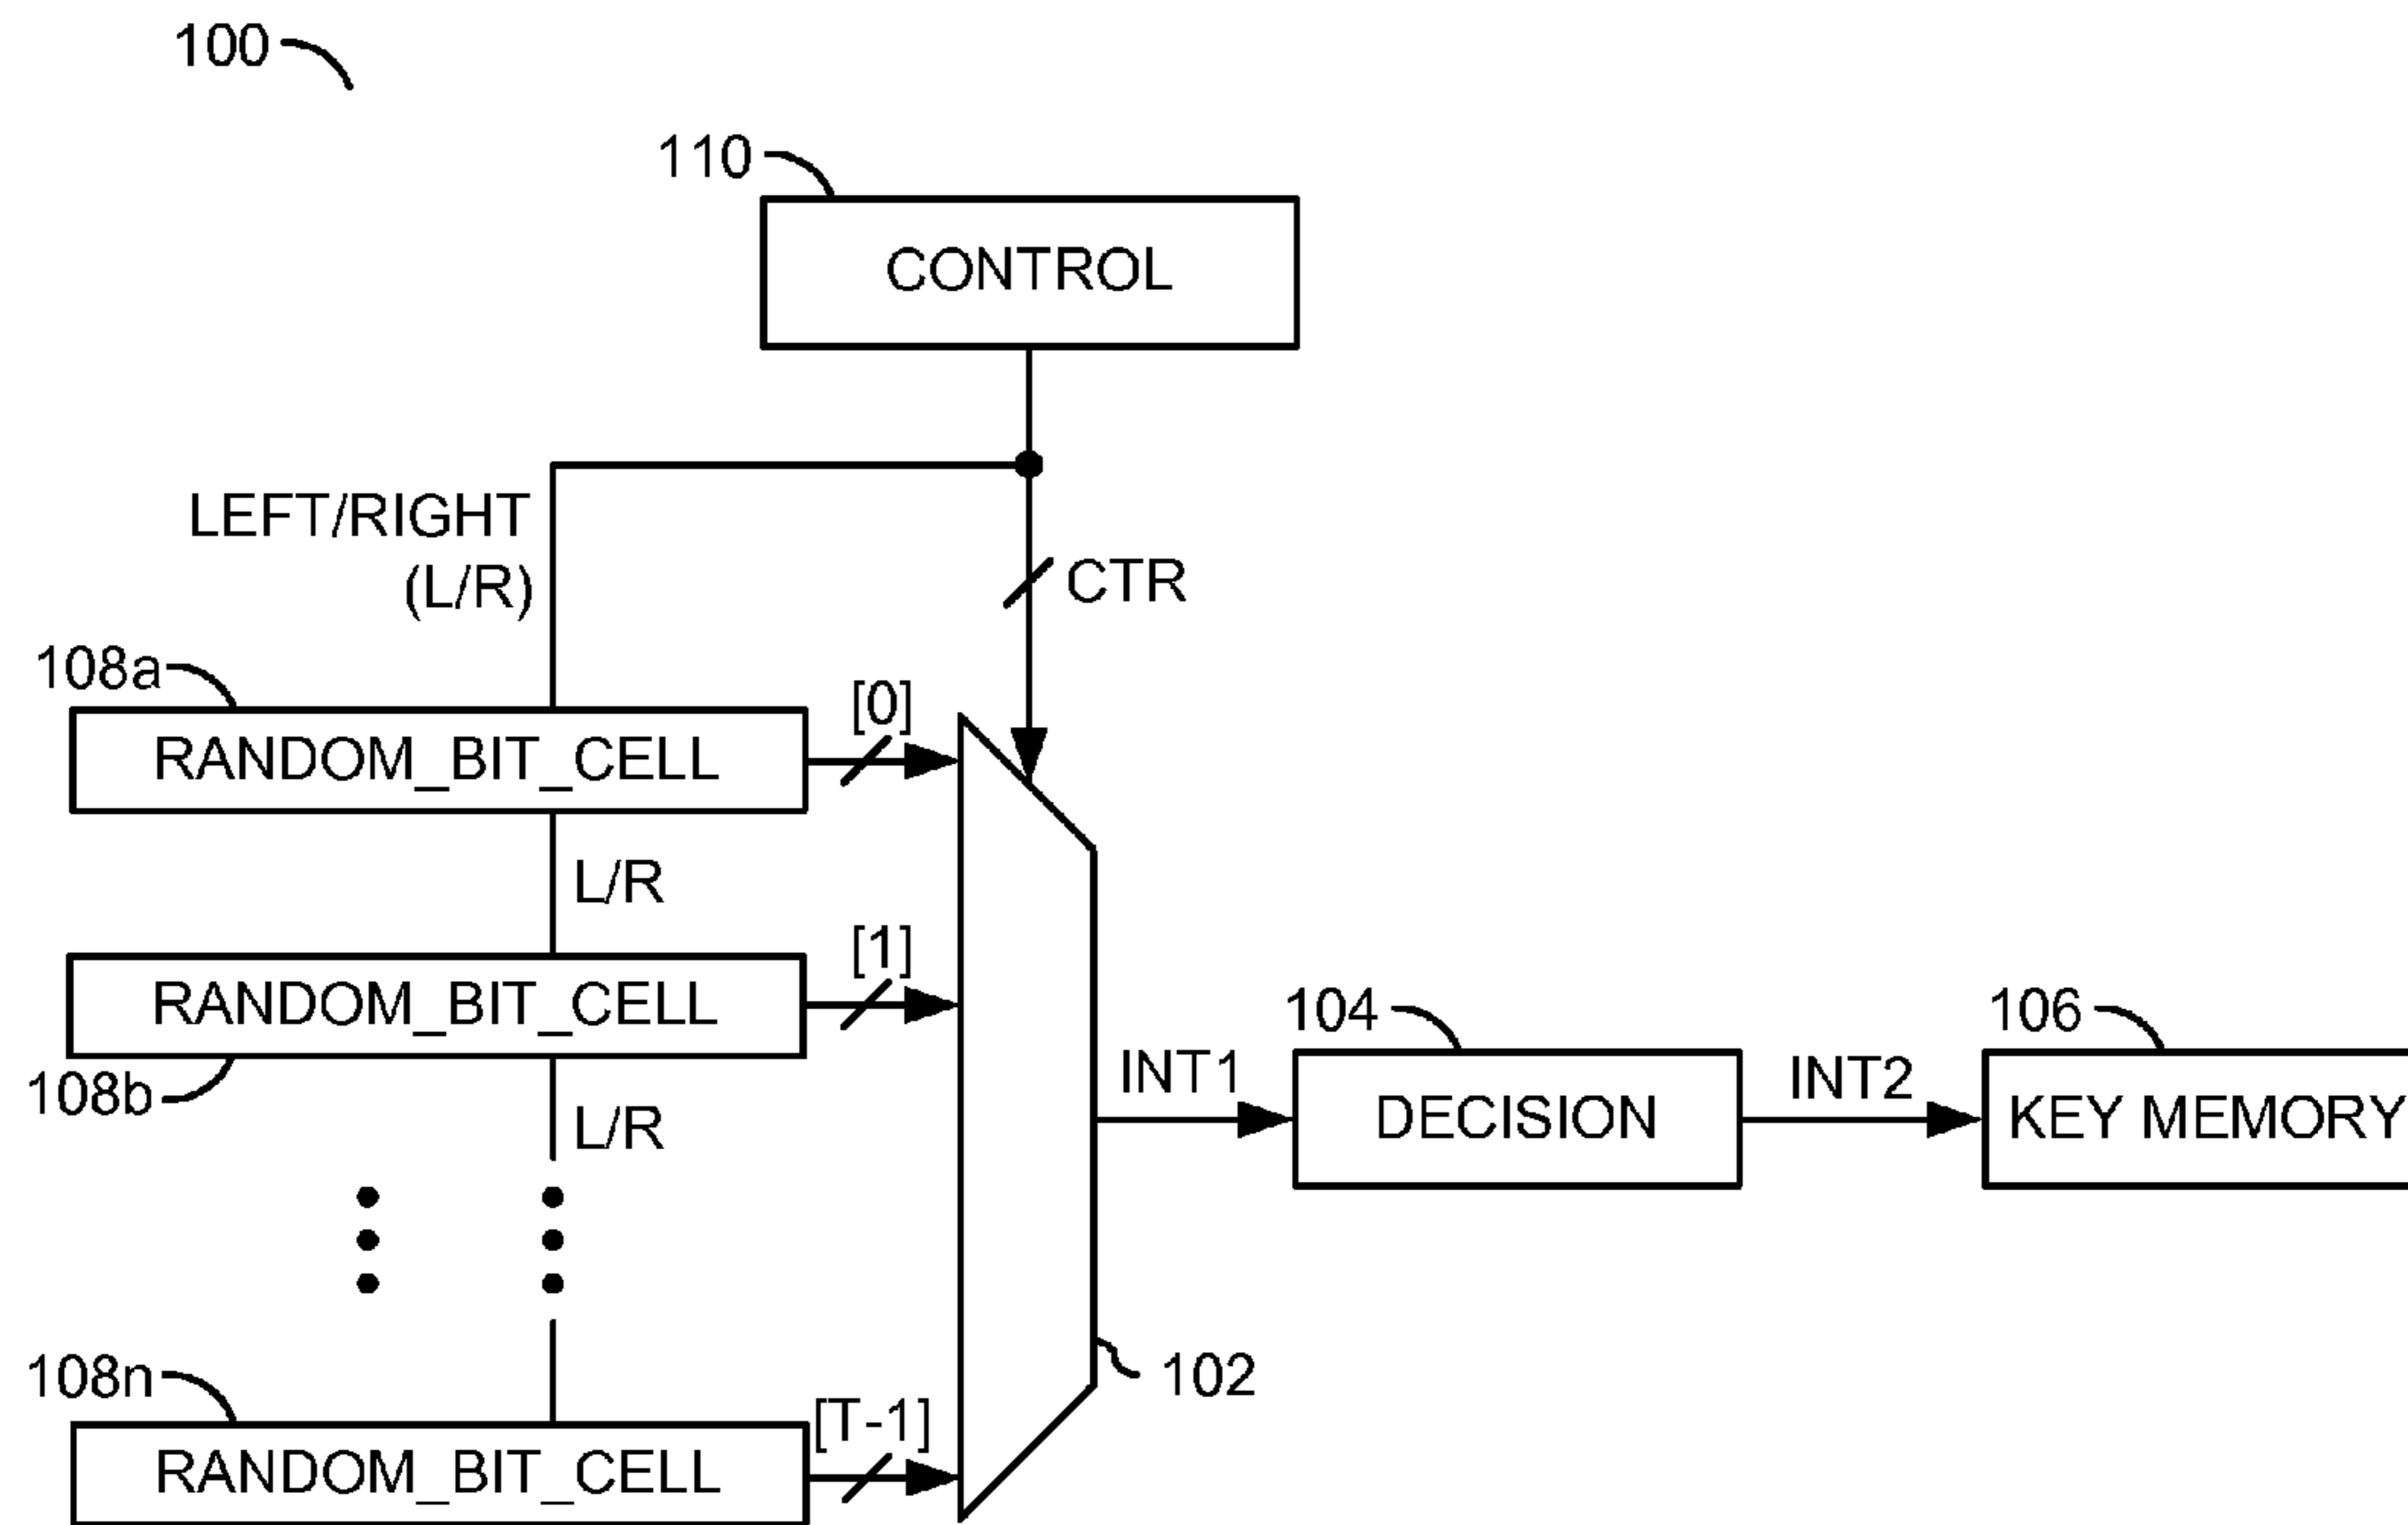 100
110
CONTROL
LEFT/RIGHT
(L/R)
CTR
108a
[0]
RANDOM_BIT_CELL
L/R
[1]
RANDOM_BIT_CELL
108b
L/R
104
106
INT1
DECISION
INT2
KEY MEMORY
102
108n
[T-1]
RANDOM_BIT_CELL